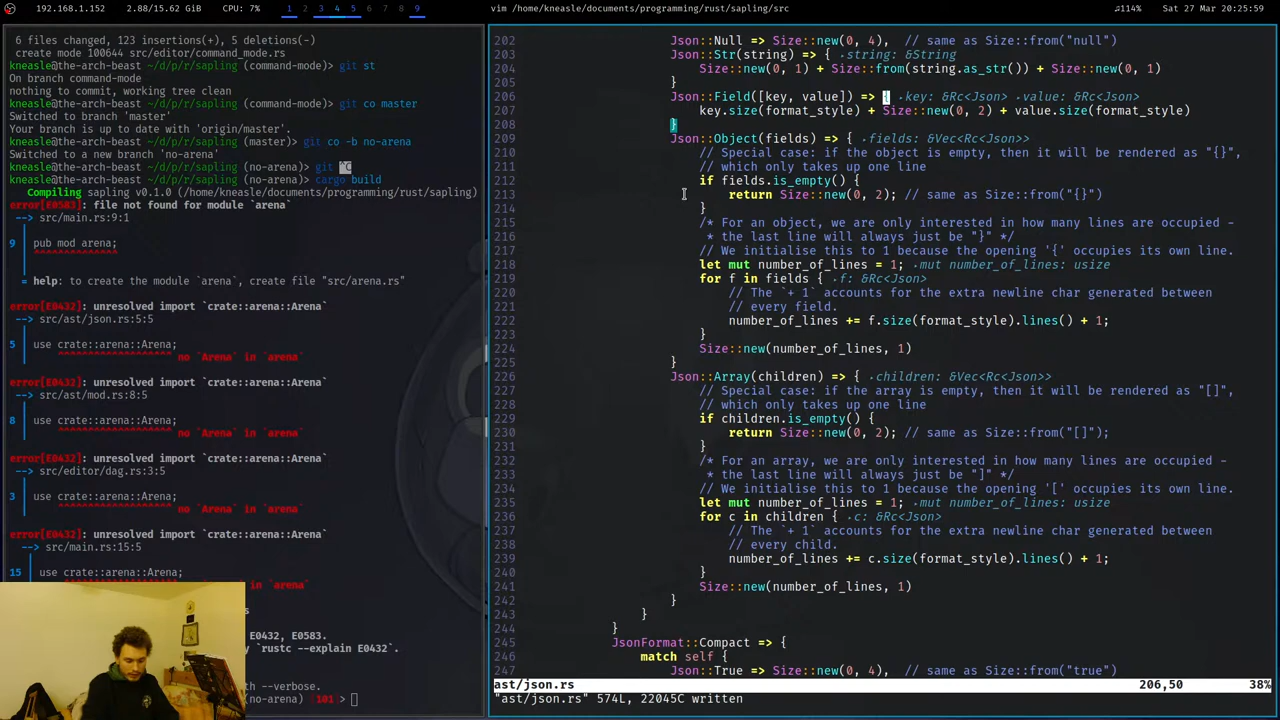 192.168.1.152 2.88/15.62 GiB CPU: 7% 1 2 3 4 5 9 vim /home/kneasle/documents/programming/rust/sapling/src ♫114% Sat 27 Mar 20:25:59
6 files changed, 123 insertions(+), 5 deletions(-)
create mode 100644 src/editor/command_mode.rs
kneasle@the-arch-beast ~/d/p/r/sapling (command-mode)> git st
On branch command-mode
nothing to commit, working tree clean
kneasle@the-arch-beast ~/d/p/r/sapling (command-mode)> git co master
Switched to branch 'master'
Your branch is up to date with 'origin/master'.
kneasle@the-arch-beast ~/d/p/r/sapling (master)> git co -b no-arena
Switched to a new branch 'no-arena'
kneasle@the-arch-beast ~/d/p/r/sapling (no-arena)> git ^C
kneasle@the-arch-beast ~/d/p/r/sapling (no-arena)> cargo build
Compiling sapling v0.1.0 (/home/kneasle/documents/programming/rust/sapling)
error[E0583]: file not found for module `arena`
--> src/main.rs:9:1
|
9 | pub mod arena;
| ^^^^^^^^^^^^^^
|
= help: to create the module `arena`, create file "src/arena.rs"
error[E0432]: unresolved import `crate::arena::Arena`
--> src/ast/json.rs:5:5
|
5 | use crate::arena::Arena;
| ^^^^^^^^^^^^^^^^^^^ no `Arena` in `arena`
error[E0432]: unresolved import `crate::arena::Arena`
--> src/ast/mod.rs:8:5
|
8 | use crate::arena::Arena;
| ^^^^^^^^^^^^^^^^^^^ no `Arena` in `arena`
error[E0432]: unresolved import `crate::arena::Arena`
--> src/editor/dag.rs:3:5
|
3 | use crate::arena::Arena;
| ^^^^^^^^^^^^^^^^^^^ no `Arena` in `arena`
error[E0432]: unresolved import `crate::arena::Arena`
--> src/main.rs:15:5
|
15 | use crate::arena::Arena;
no `Arena` in `arena`
E0432, E0583.
`rustc --explain E0432`.
--verbose.
(no-arena) [101]>
202 Json::Null => Size::new(0, 4), // same as Size::from("null")
203 Json::Str(string) => { ‣string: &String
204 Size::new(0, 1) + Size::from(string.as_str()) + Size::new(0, 1)
205 }
206 Json::Field([key, value]) => { ‣key: &Rc<Json> ‣value: &Rc<Json>
207 key.size(format_style) + Size::new(0, 2) + value.size(format_style)
208 }
209 Json::Object(fields) => { ‣fields: &Vec<Rc<Json>>
210 // Special case: if the object is empty, then it will be rendered as "{}",
211 // which only takes up one line
212 if fields.is_empty() {
213 return Size::new(0, 2); // same as Size::from("{}")
214 }
215 /* For an object, we are only interested in how many lines are occupied -
216 * the last line will always just be "}" */
217 // We initialise this to 1 because the opening '{' occupies its own line.
218 let mut number_of_lines = 1; ‣mut number_of_lines: usize
219 for f in fields { ‣f: &Rc<Json>
220 // The `+ 1` accounts for the extra newline char generated between
221 // every field.
222 number_of_lines += f.size(format_style).lines() + 1;
223 }
224 Size::new(number_of_lines, 1)
225 }
226 Json::Array(children) => { ‣children: &Vec<Rc<Json>>
227 // Special case: if the array is empty, then it will be rendered as "[]",
228 // which only takes up one line
229 if children.is_empty() {
230 return Size::new(0, 2); // same as Size::from("[]");
231 }
232 /* For an array, we are only interested in how many lines are occupied -
233 * the last line will always just be "]" */
234 // We initialise this to 1 because the opening '[' occupies its own line.
235 let mut number_of_lines = 1; ‣mut number_of_lines: usize
236 for c in children { ‣c: &Rc<Json>
237 // The `+ 1` accounts for the extra newline char generated between
238 // every child.
239 number_of_lines += c.size(format_style).lines() + 1;
240 }
241 Size::new(number_of_lines, 1)
242 }
243 }
244 }
245 JsonFormat::Compact => {
246 match self {
247 Json::True => Size::new(0, 4), // same as Size::from("true")
ast/json.rs 206,50 38%
"ast/json.rs" 574L, 22045C written